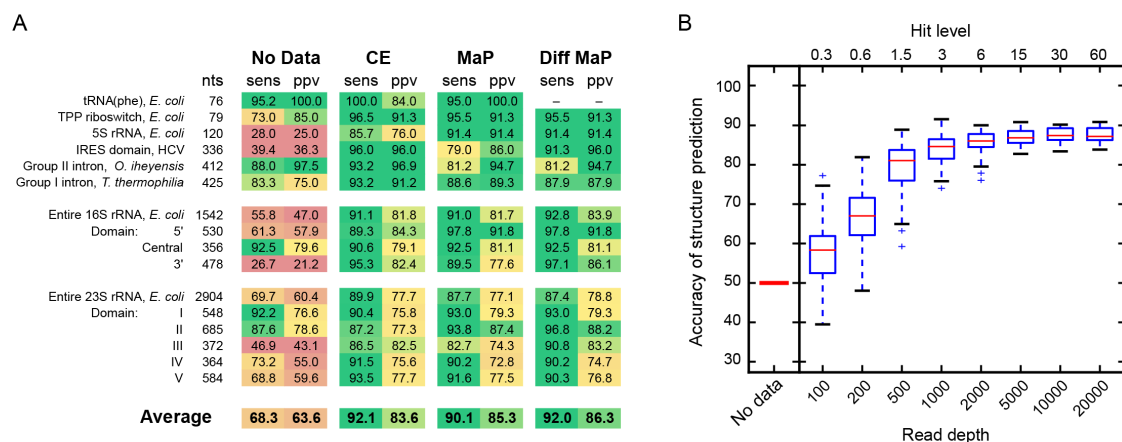 A
No Data CE MaP Diff MaP
nts sens ppv sens ppv sens ppv sens ppv
tRNA(phe), E. coli 76 95.2 100.0 100.0 84.0 95.0 100.0 – –
TPP riboswitch, E. coli 79 73.0 85.0 96.5 91.3 95.5 91.3 95.5 91.3
5S rRNA, E. coli 120 28.0 25.0 85.7 76.0 91.4 91.4 91.4 91.4
IRES domain, HCV 336 39.4 36.3 96.0 96.0 79.0 86.0 91.3 96.0
Group II intron, O. iheyensis 412 88.0 97.5 93.2 96.9 81.2 94.7 81.2 94.7
Group I intron, T. thermophilia 425 83.3 75.0 93.2 91.2 88.6 89.3 87.9 87.9
Entire 16S rRNA, E. coli 1542 55.8 47.0 91.1 81.8 91.0 81.7 92.8 83.9
Domain: 5' 530 61.3 57.9 89.3 84.3 97.8 91.8 97.8 91.8
Central 356 92.5 79.6 90.6 79.1 92.5 81.1 92.5 81.1
3' 478 26.7 21.2 95.3 82.4 89.5 77.6 97.1 86.1
Entire 23S rRNA, E. coli 2904 69.7 60.4 89.9 77.7 87.7 77.1 87.4 78.8
Domain: I 548 92.2 76.6 90.4 75.8 93.0 79.3 93.0 79.3
II 685 87.6 78.6 87.2 77.3 93.8 87.4 96.8 88.2
III 372 46.9 43.1 86.5 82.5 82.7 74.3 90.8 83.2
IV 364 73.2 55.0 91.5 75.6 90.2 72.8 90.2 74.7
V 584 68.8 59.6 93.5 77.7 91.6 77.5 90.3 76.8
Average 68.3 63.6 92.1 83.6 90.1 85.3 92.0 86.3
B
Hit level
0.3 0.6 1.5 3 6 15 30 60
Accuracy of structure prediction
100
90
80
70
60
50
40
30
No data 100 200 500 1000 2000 5000 10000 20000
Read depth